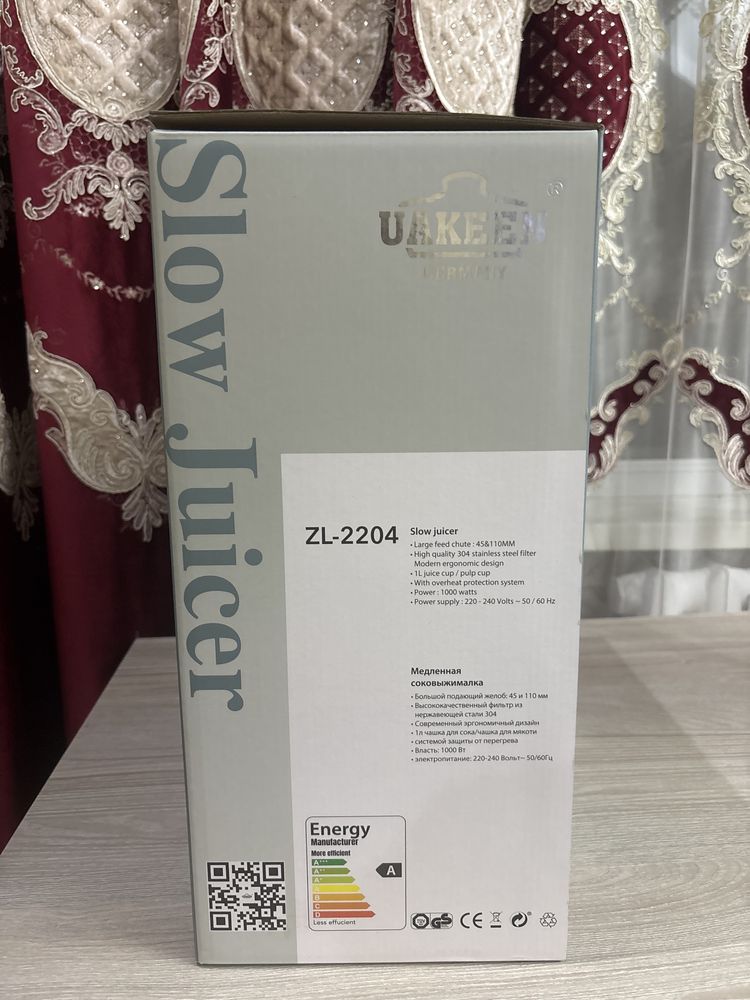 Slow Juicer
UAKEEN
®
GERMANY
ZL-2204
Slow juicer
• Large feed chute : 45&110MM
• High quality 304 stainless steel filter
Modern ergonomic design
• 1L juice cup / pulp cup
• With overheat protection system
• Power : 1000 watts
• Power supply : 220 - 240 Volts ~ 50 / 60 Hz
Медленная
соковыжималка
• Большой подающий желоб: 45 и 110 мм
• Высококачественный фильтр из
нержавеющей стали 304
• Современный эргономичный дизайн
• 1л чашка для сока/чашка для мякоти
• системой защиты от перегрева
• Власть: 1000 Вт
• электропитание: 220-240 Вольт~ 50/60Гц
Energy
Manufacturer
More efficient
A+++
A++
A+
A
B
C
D
A
Less effucient
GS
CE